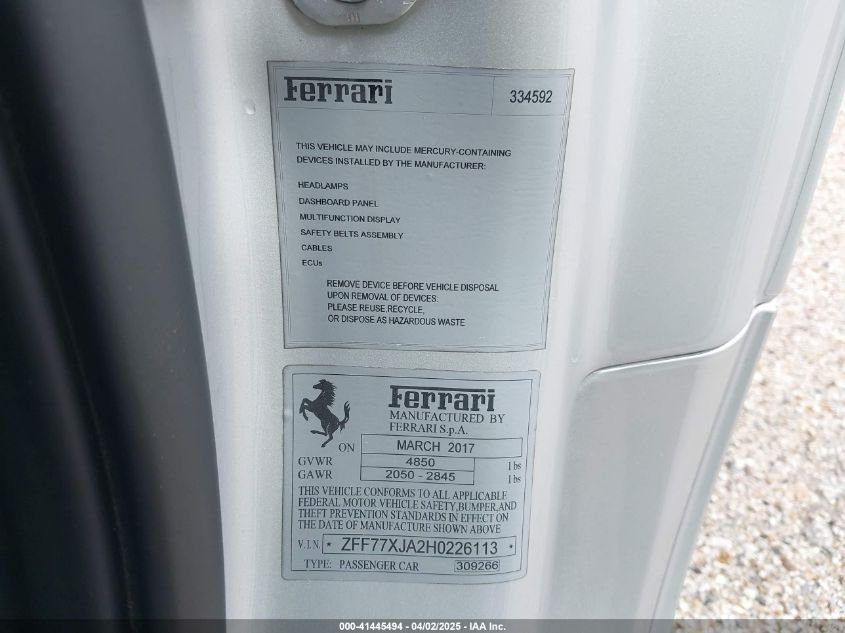 Ferrari
334592
THIS VEHICLE MAY INCLUDE MERCURY-CONTAINING
DEVICES INSTALLED BY THE MANUFACTURER:
HEADLAMPS
DASHBOARD PANEL
MULTIFUNCTION DISPLAY
SAFETY BELTS ASSEMBLY
CABLES
ECUs
REMOVE DEVICE BEFORE VEHICLE DISPOSAL
UPON REMOVAL OF DEVICES:
PLEASE REUSE,RECYCLE,
OR DISPOSE AS HAZARDOUS WASTE
Ferrari
MANUFACTURED BY
FERRARI S.p.A.
ON MARCH 2017
GVWR 4850 lbs
GAWR 2050 - 2845 lbs
THIS VEHICLE CONFORMS TO ALL APPLICABLE
FEDERAL MOTOR VEHICLE SAFETY,BUMPER,AND
THEFT PREVENTION STANDARDS IN EFFECT ON
THE DATE OF MANUFACTURE SHOWN ABOVE
V.I.N. * ZFF77XJA2H0226113 *
TYPE: PASSENGER CAR 309266
000-41445494 - 04/02/2025 - IAA Inc.